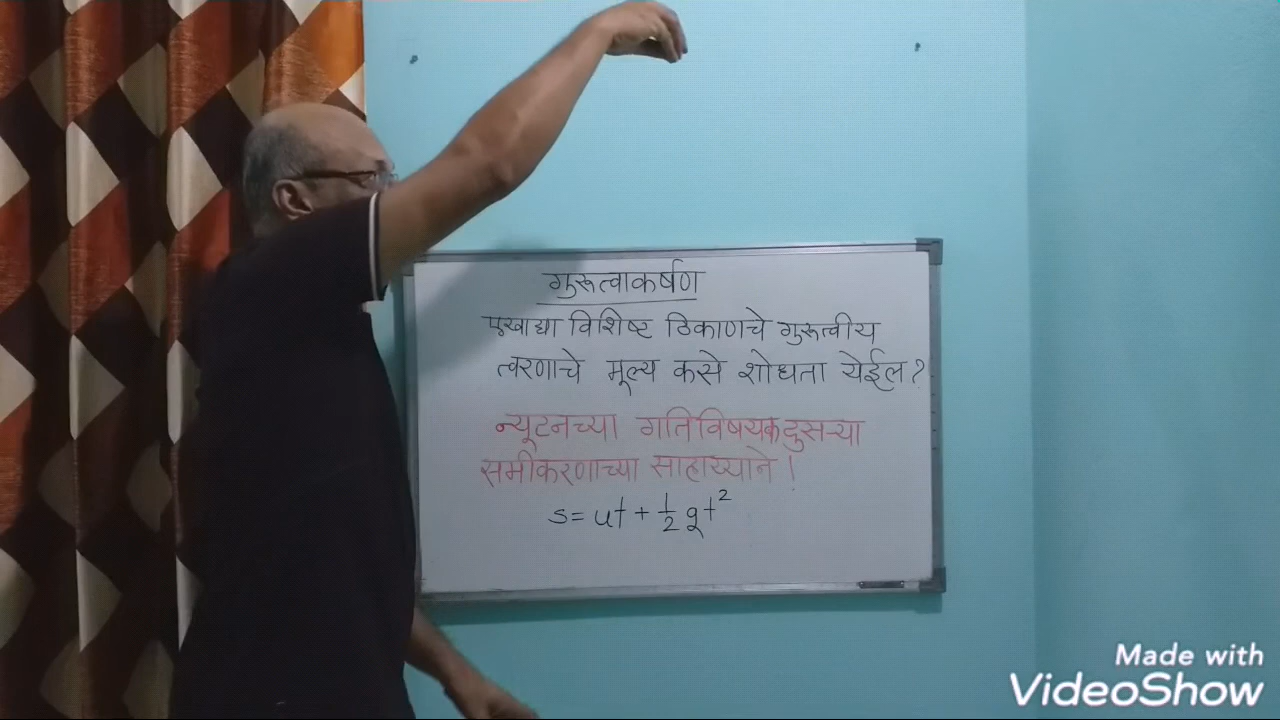 गुरूत्वाकर्षण
एखाद्या विशिष्ट ठिकाणचे गुरूत्वीय
त्वरणाचे मूल्य कसे शोधता येईल?
न्यूटनच्या गतिविषयक दुसऱ्या
समीकरणाच्या साहाय्याने!
s = ut + 1/2 gt²
Made with
VideoShow